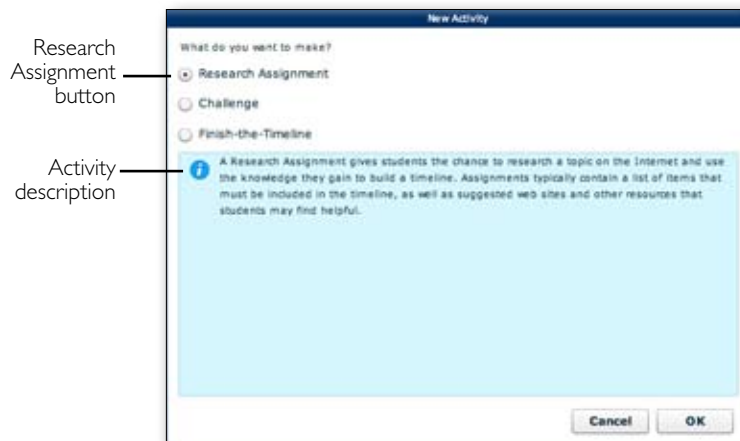 New Activity
What do you want to make?
Research
Assignment
button
Research Assignment
Challenge
Finish-the-Timeline
Activity
description
A Research Assignment gives students the chance to research a topic on the Internet and use
the knowledge they gain to build a timeline. Assignments typically contain a list of items that
must be included in the timeline, as well as suggested web sites and other resources that
students may find helpful.
Cancel
OK